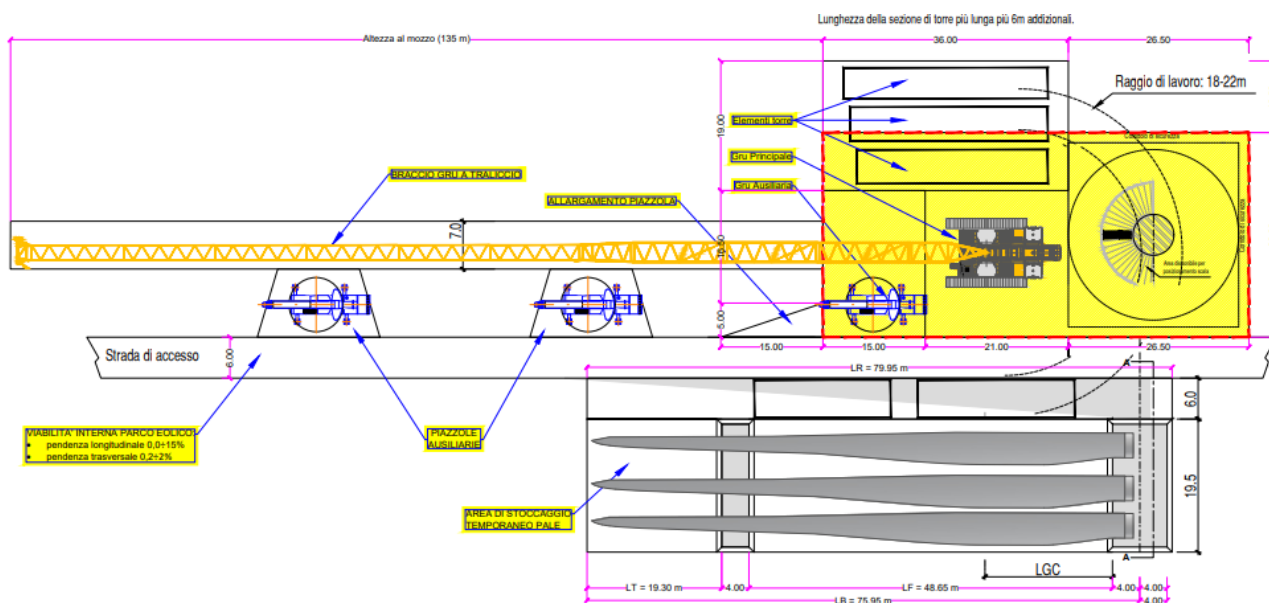 Lunghezza della sezione di torre più lunga più 6m addizionali.
Altezza al mozzo (135 m)
36.00
26.50
Raggio di lavoro: 18-22m
19.00
Elementi torre
Gru Principale
Gru Ausiliaria
BRACCIO GRU A TRALICCIO
ALLARGAMENTO PIAZZOLA
7.0
5.00
Area disponibile per
posizionamento scala
Strada di accesso
6.00
15.00
15.00
21.00
26.50
LR = 79.95 m
A
6.0
VIABILITA' INTERNA PARCO EOLICO:
• pendenza longitudinale 0,0÷15%
• pendenza trasversale 0,2÷2%
PIAZZOLE
AUSILIARIE
AREA DI STOCCAGGIO
TEMPORANEO PALE
19.5
A
LGC
LT = 19.30 m
4.00
LF = 48.65 m
4.00
4.00
LB = 75.95 m
4.00